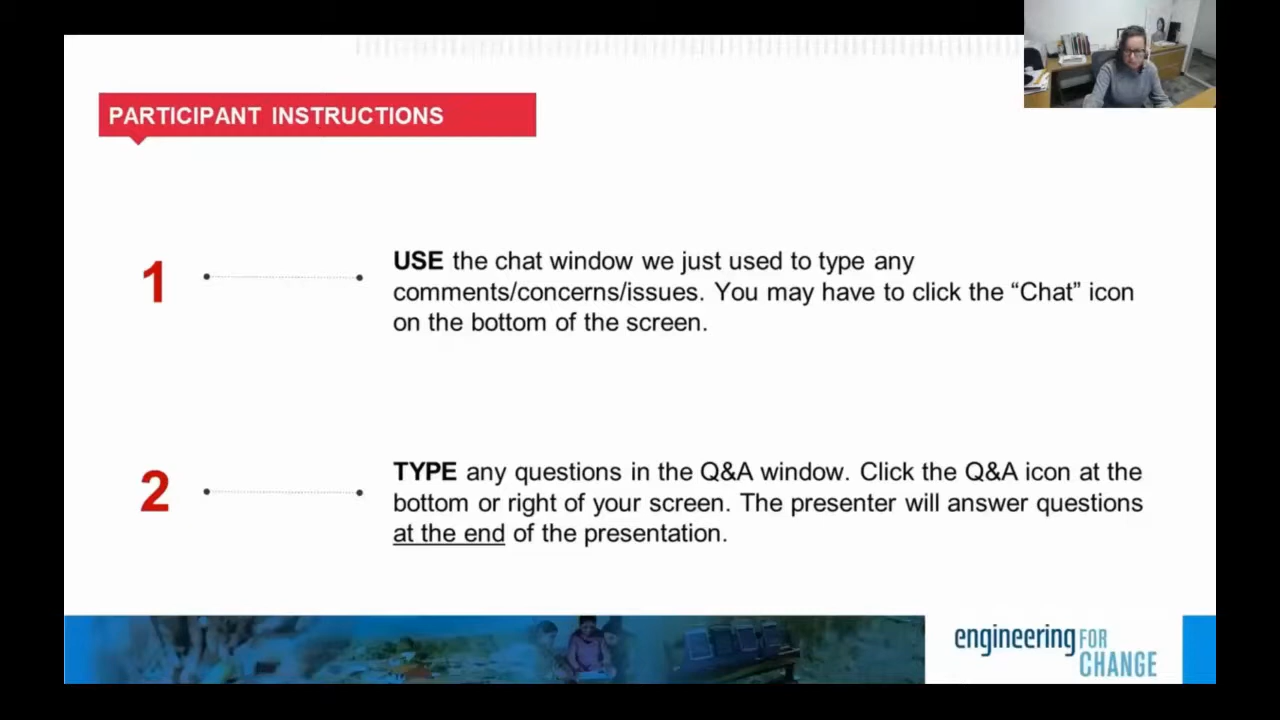 PARTICIPANT INSTRUCTIONS
1
USE the chat window we just used to type any
comments/concerns/issues. You may have to click the “Chat” icon
on the bottom of the screen.
2
TYPE any questions in the Q&A window. Click the Q&A icon at the
bottom or right of your screen. The presenter will answer questions
at the end of the presentation.
engineering FOR
CHANGE